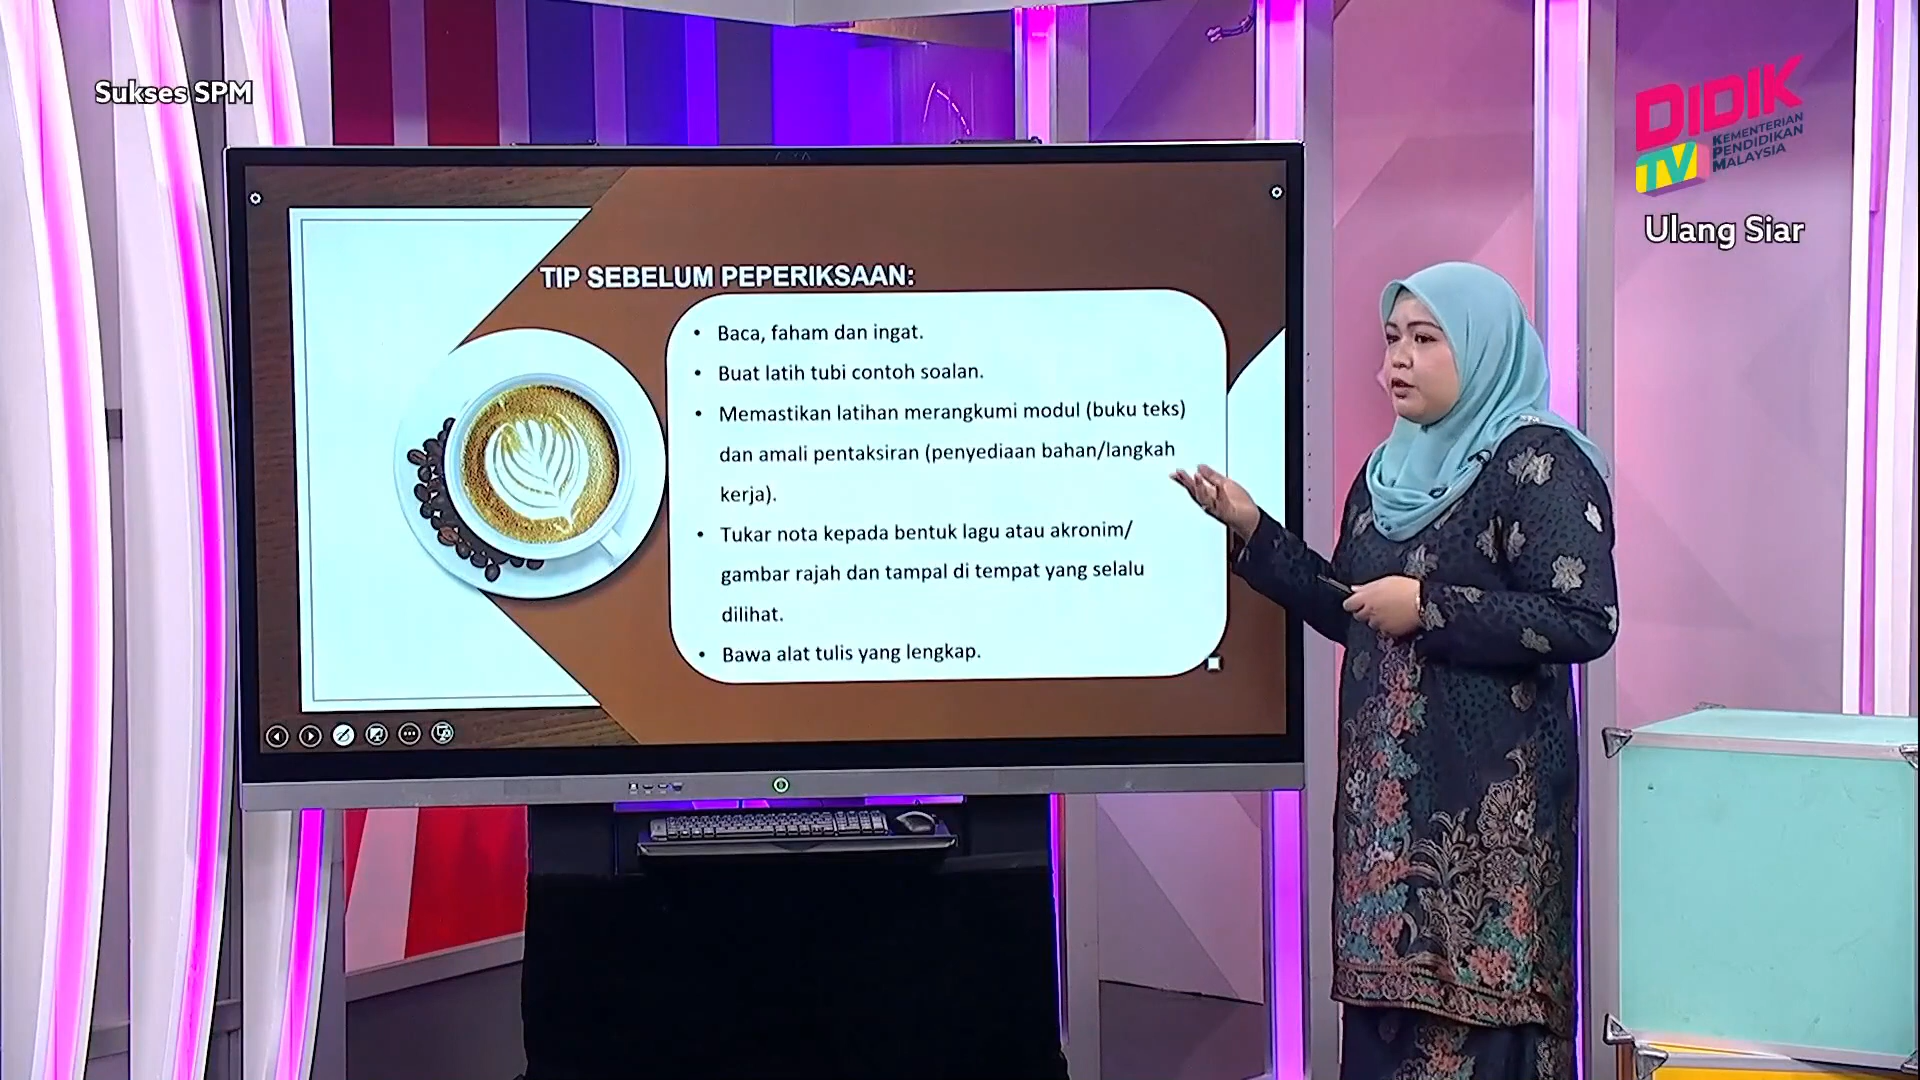 Sukses SPM
DIDIK
TV
KEMENTERIAN
PENDIDIKAN
MALAYSIA
Ulang Siar
TIP SEBELUM PEPERIKSAAN:
• Baca, faham dan ingat.
• Buat latih tubi contoh soalan.
• Memastikan latihan merangkumi modul (buku teks)
dan amali pentaksiran (penyediaan bahan/langkah
kerja).
• Tukar nota kepada bentuk lagu atau akronim/
gambar rajah dan tampal di tempat yang selalu
dilihat.
• Bawa alat tulis yang lengkap.